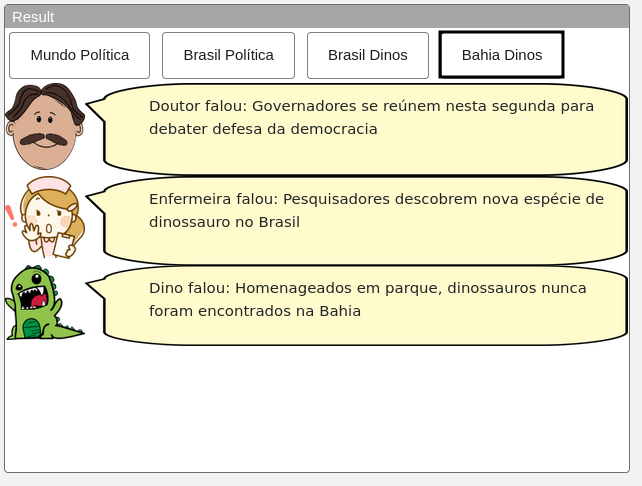 Result
Mundo Política
Brasil Política
Brasil Dinos
Bahia Dinos
Doutor falou: Governadores se reúnem nesta segunda para
debater defesa da democracia
Enfermeira falou: Pesquisadores descobrem nova espécie de
dinossauro no Brasil
Dino falou: Homenageados em parque, dinossauros nunca
foram encontrados na Bahia